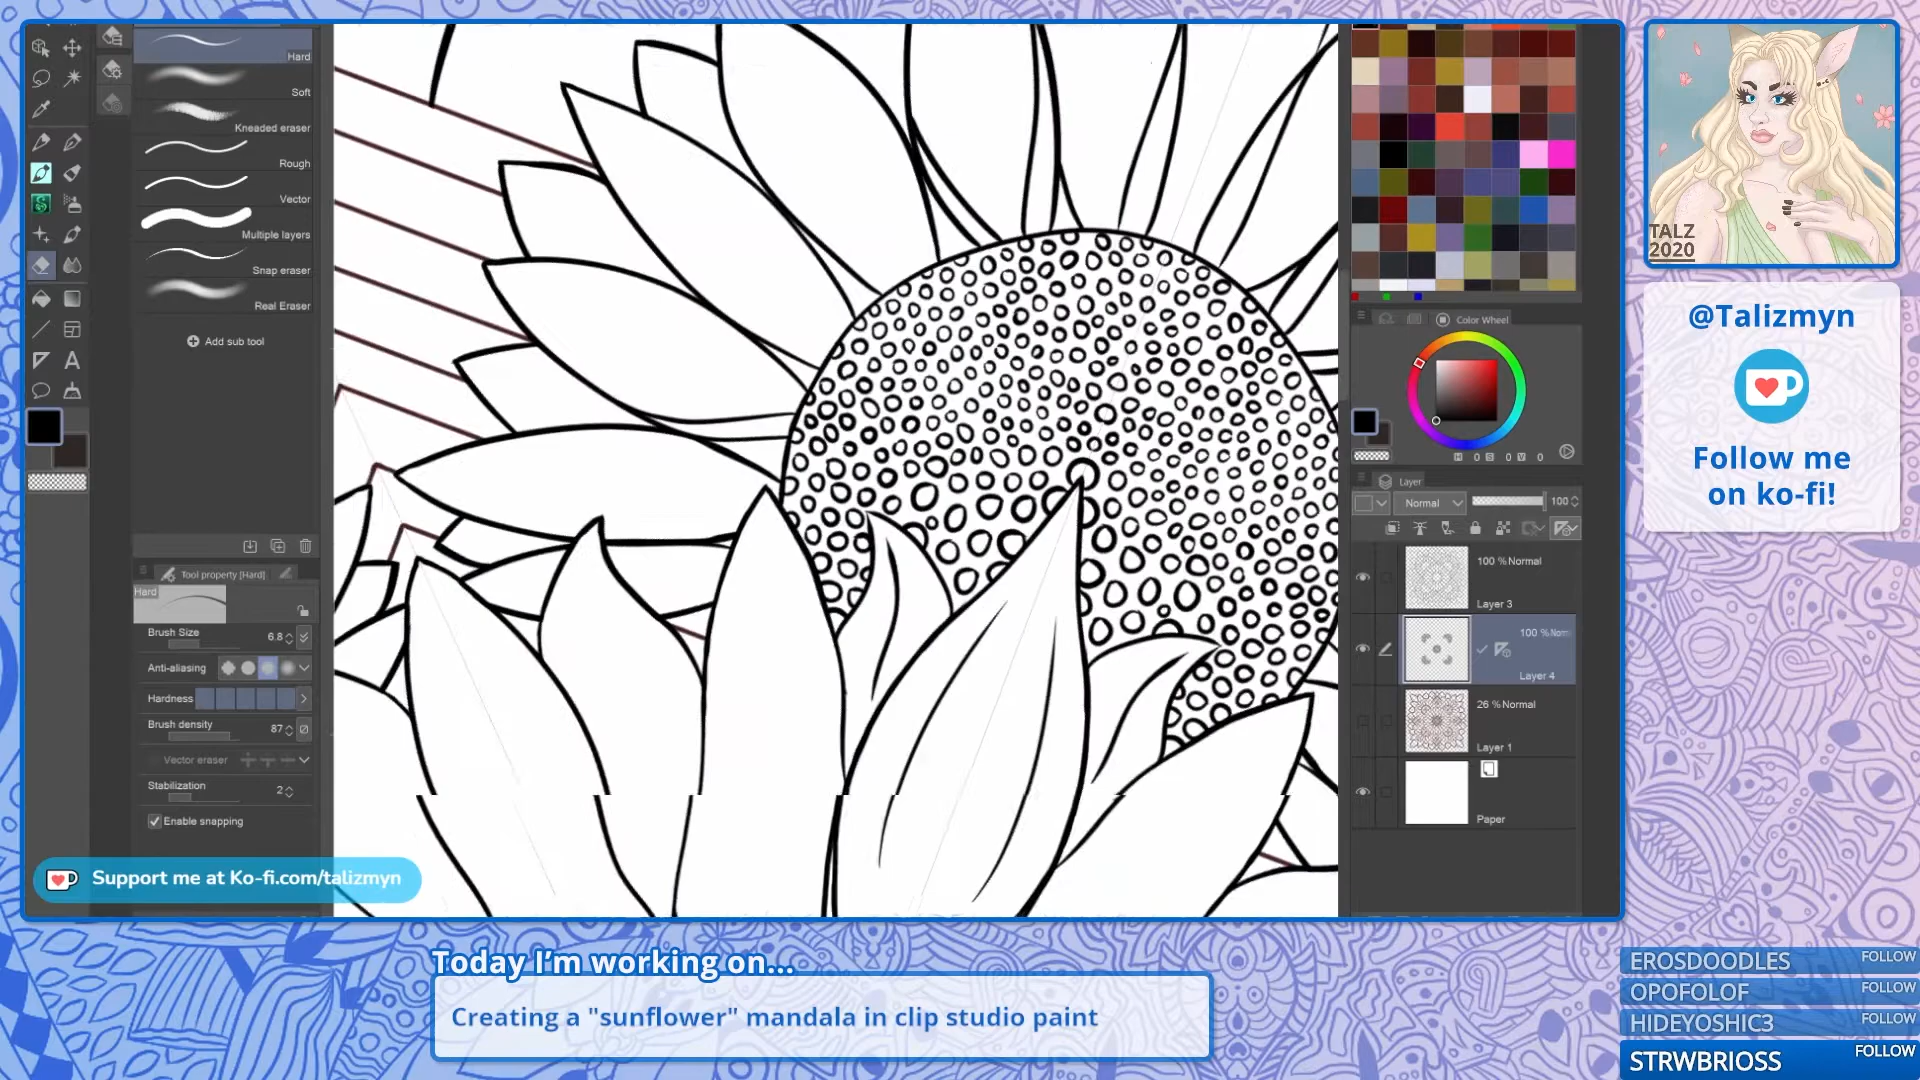 Hard
Soft
Kneaded eraser
Rough
Vector
Multiple layers
Snap eraser
Real Eraser
Add sub tool
Tool property [Hard]
Hard
Brush Size
6.8
Anti-aliasing
Hardness
Brush density
87
Vector eraser
Stabilization
2
Enable snapping
Support me at Ko-fi.com/talizmyn
Color Wheel
H 0 S 0 V 0
Layer
Normal
100
100 % Normal
Layer 3
100 % Norm
Layer 4
26 % Normal
Layer 1
Paper
TALZ
2020
@Talizmyn
Follow me
on ko-fi!
Today I'm working on...
Creating a "sunflower" mandala in clip studio paint
EROSDOODLES FOLLOW
OPOFOLOF FOLLOW
HIDEYOSHIC3 FOLLOW
STRWBRIOSS FOLLOW